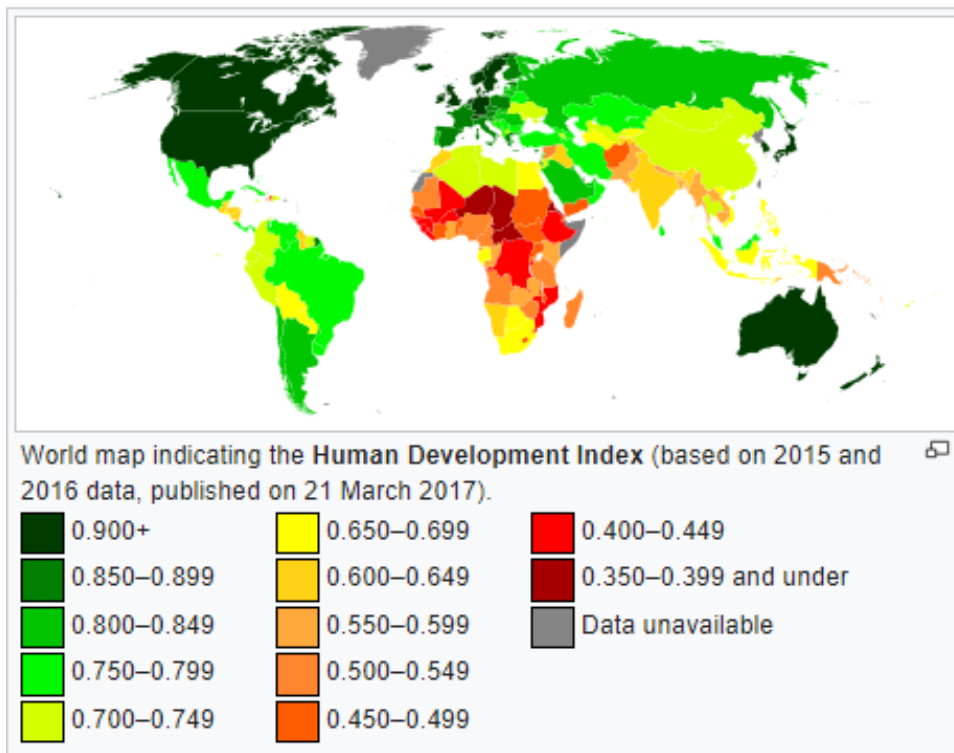 World map indicating the Human Development Index (based on 2015 and
2016 data, published on 21 March 2017).
0.900+
0.850–0.899
0.800–0.849
0.750–0.799
0.700–0.749
0.650–0.699
0.600–0.649
0.550–0.599
0.500–0.549
0.450–0.499
0.400–0.449
0.350–0.399 and under
Data unavailable